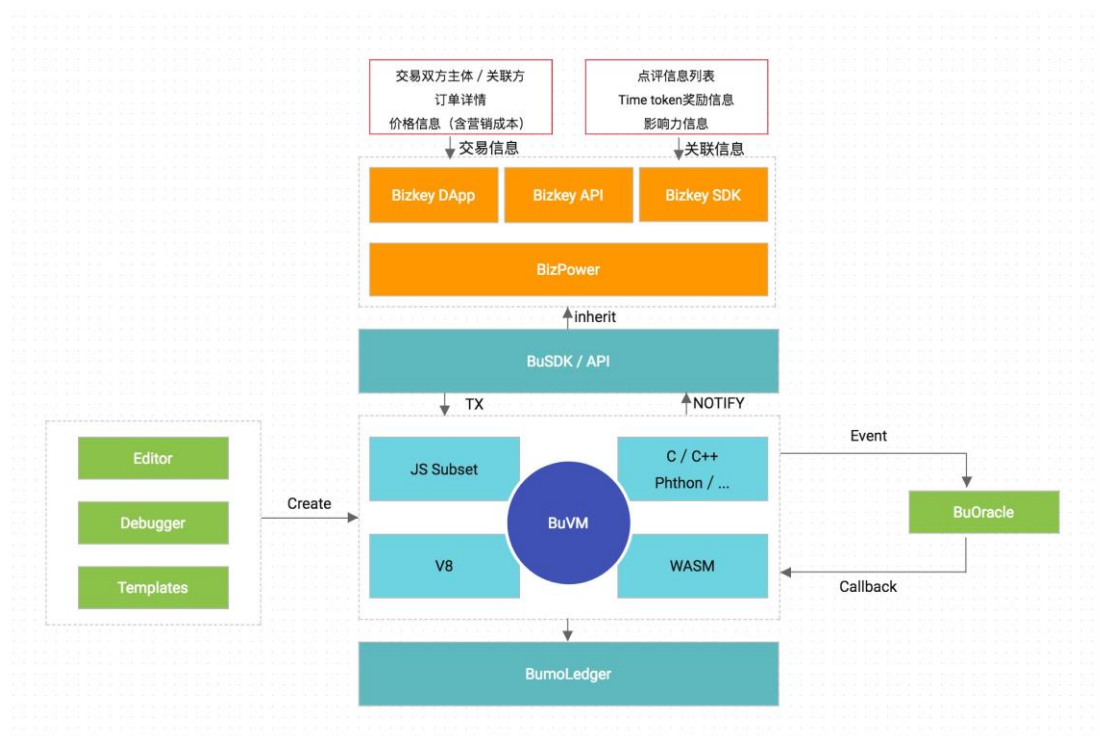 交易双方主体 / 关联方
订单详情
价格信息（含营销成本）
点评信息列表
Time token奖励信息
影响力信息
交易信息
关联信息
Bizkey DApp
Bizkey API
Bizkey SDK
BizPower
inherit
BuSDK / API
TX
NOTIFY
Editor
Debugger
Templates
Create
JS Subset
C / C++
Phthon / ...
BuVM
V8
WASM
Event
BuOracle
Callback
BumoLedger